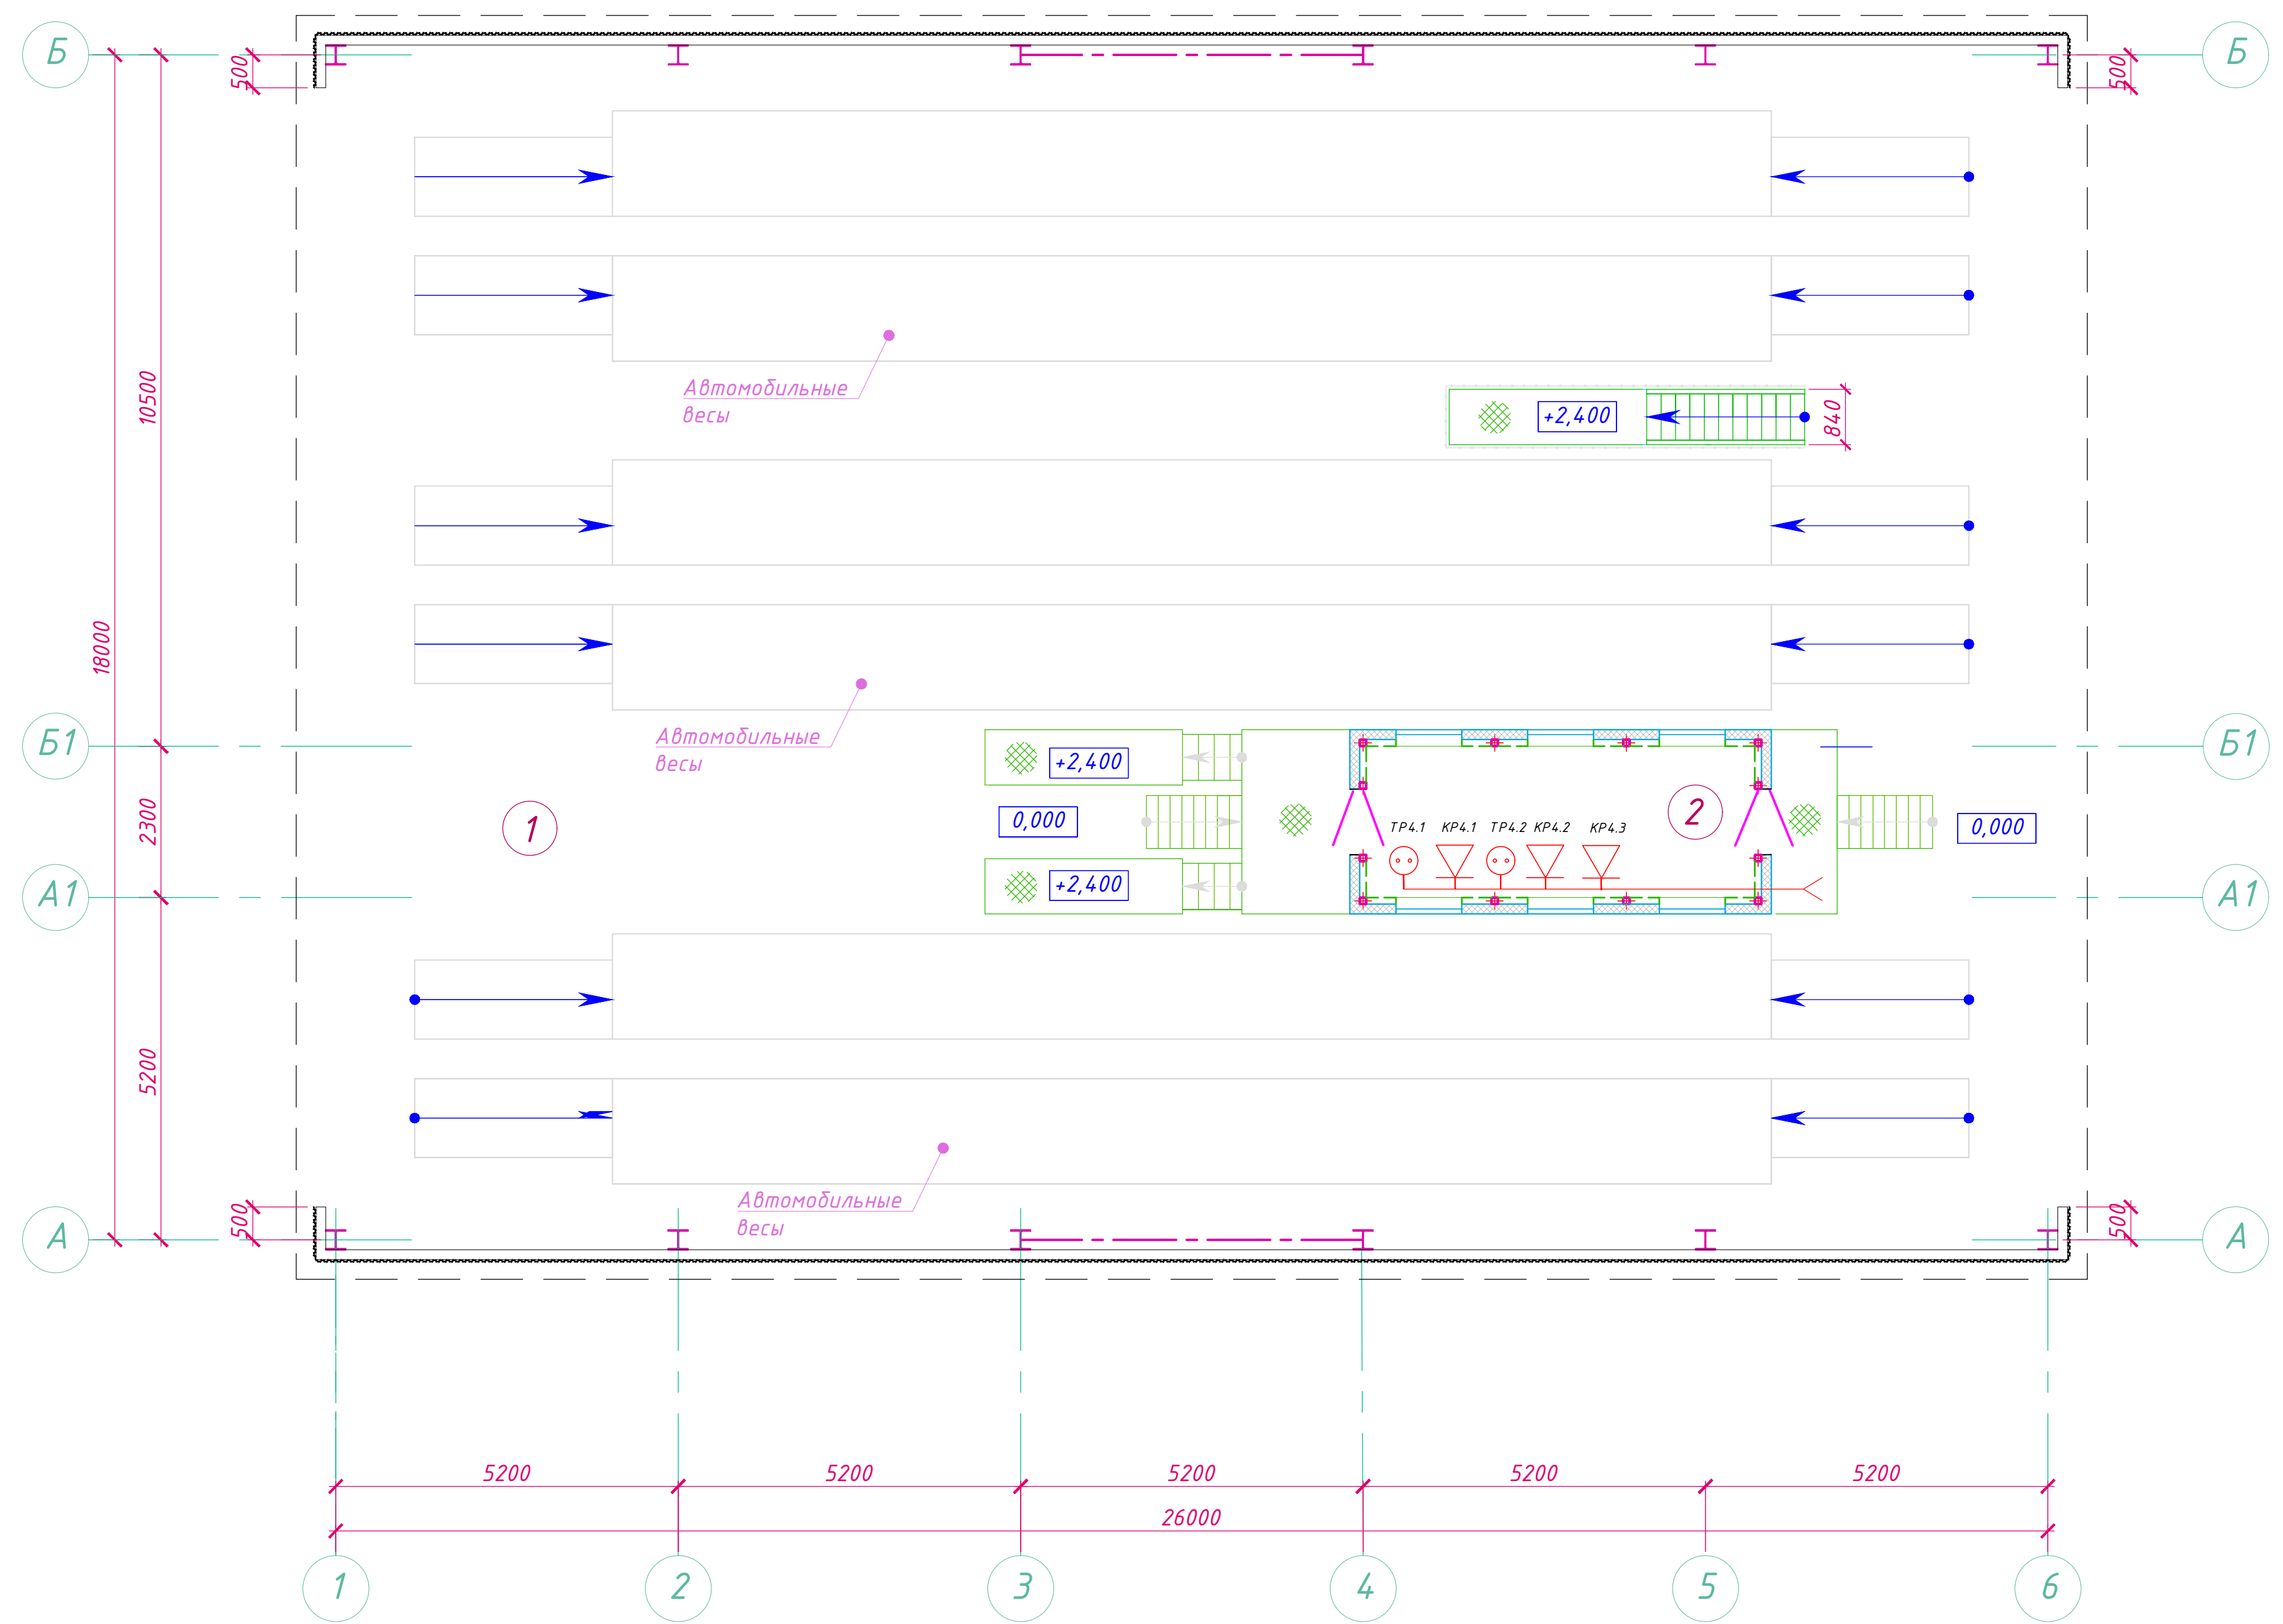 Б
Б
500
500
10500
Автомобильные
весы
+2,400
840
18000
Б1
Б1
Автомобильные
весы
+2,400
0,000
1
2
0,000
ТР4.1 КР4.1 ТР4.2 КР4.2 КР4.3
2300
+2,400
А1
А1
5200
Автомобильные
весы
500
500
А
А
5200 5200 5200 5200 5200
26000
1 2 3 4 5 6